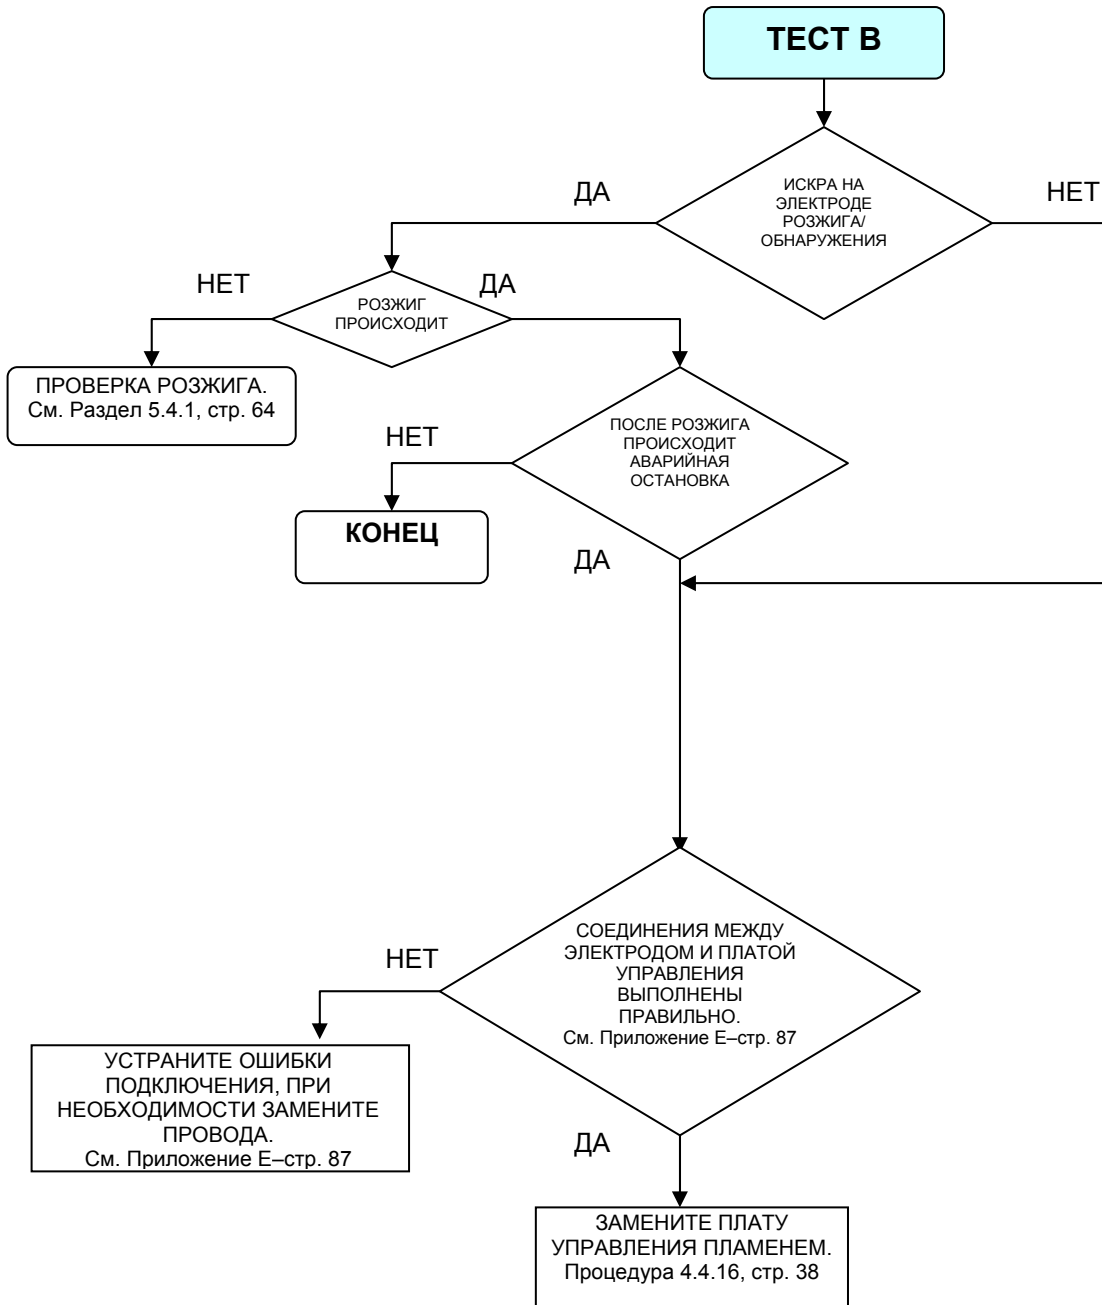 ТЕСТ В
ДА
ИСКРА НА
ЭЛЕКТРОДЕ
РОЗЖИГА/
ОБНАРУЖЕНИЯ
НЕТ
НЕТ
РОЗЖИГ
ПРОИСХОДИТ
ДА
ПРОВЕРКА РОЗЖИГА.
См. Раздел 5.4.1, стр. 64
НЕТ
ПОСЛЕ РОЗЖИГА
ПРОИСХОДИТ
АВАРИЙНАЯ
ОСТАНОВКА
КОНЕЦ
ДА
НЕТ
СОЕДИНЕНИЯ МЕЖДУ
ЭЛЕКТРОДОМ И ПЛАТОЙ
УПРАВЛЕНИЯ
ВЫПОЛНЕНЫ
ПРАВИЛЬНО.
См. Приложение Е–стр. 87
УСТРАНИТЕ ОШИБКИ
ПОДКЛЮЧЕНИЯ, ПРИ
НЕОБХОДИМОСТИ ЗАМЕНИТЕ
ПРОВОДА.
См. Приложение Е–стр. 87
ДА
ЗАМЕНИТЕ ПЛАТУ
УПРАВЛЕНИЯ ПЛАМЕНЕМ.
Процедура 4.4.16, стр. 38